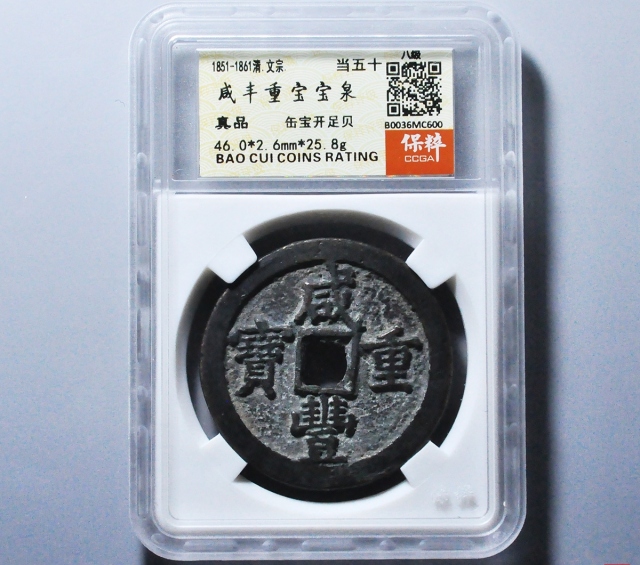 1851-1861清.文宗.
当五十
八级
咸丰重宝宝泉
真品 缶宝开足贝
B0036MC600
46.0*2.6mm*25.8g
BAO CUI COINS RATING
保粹
CCGA
咸豐重寳